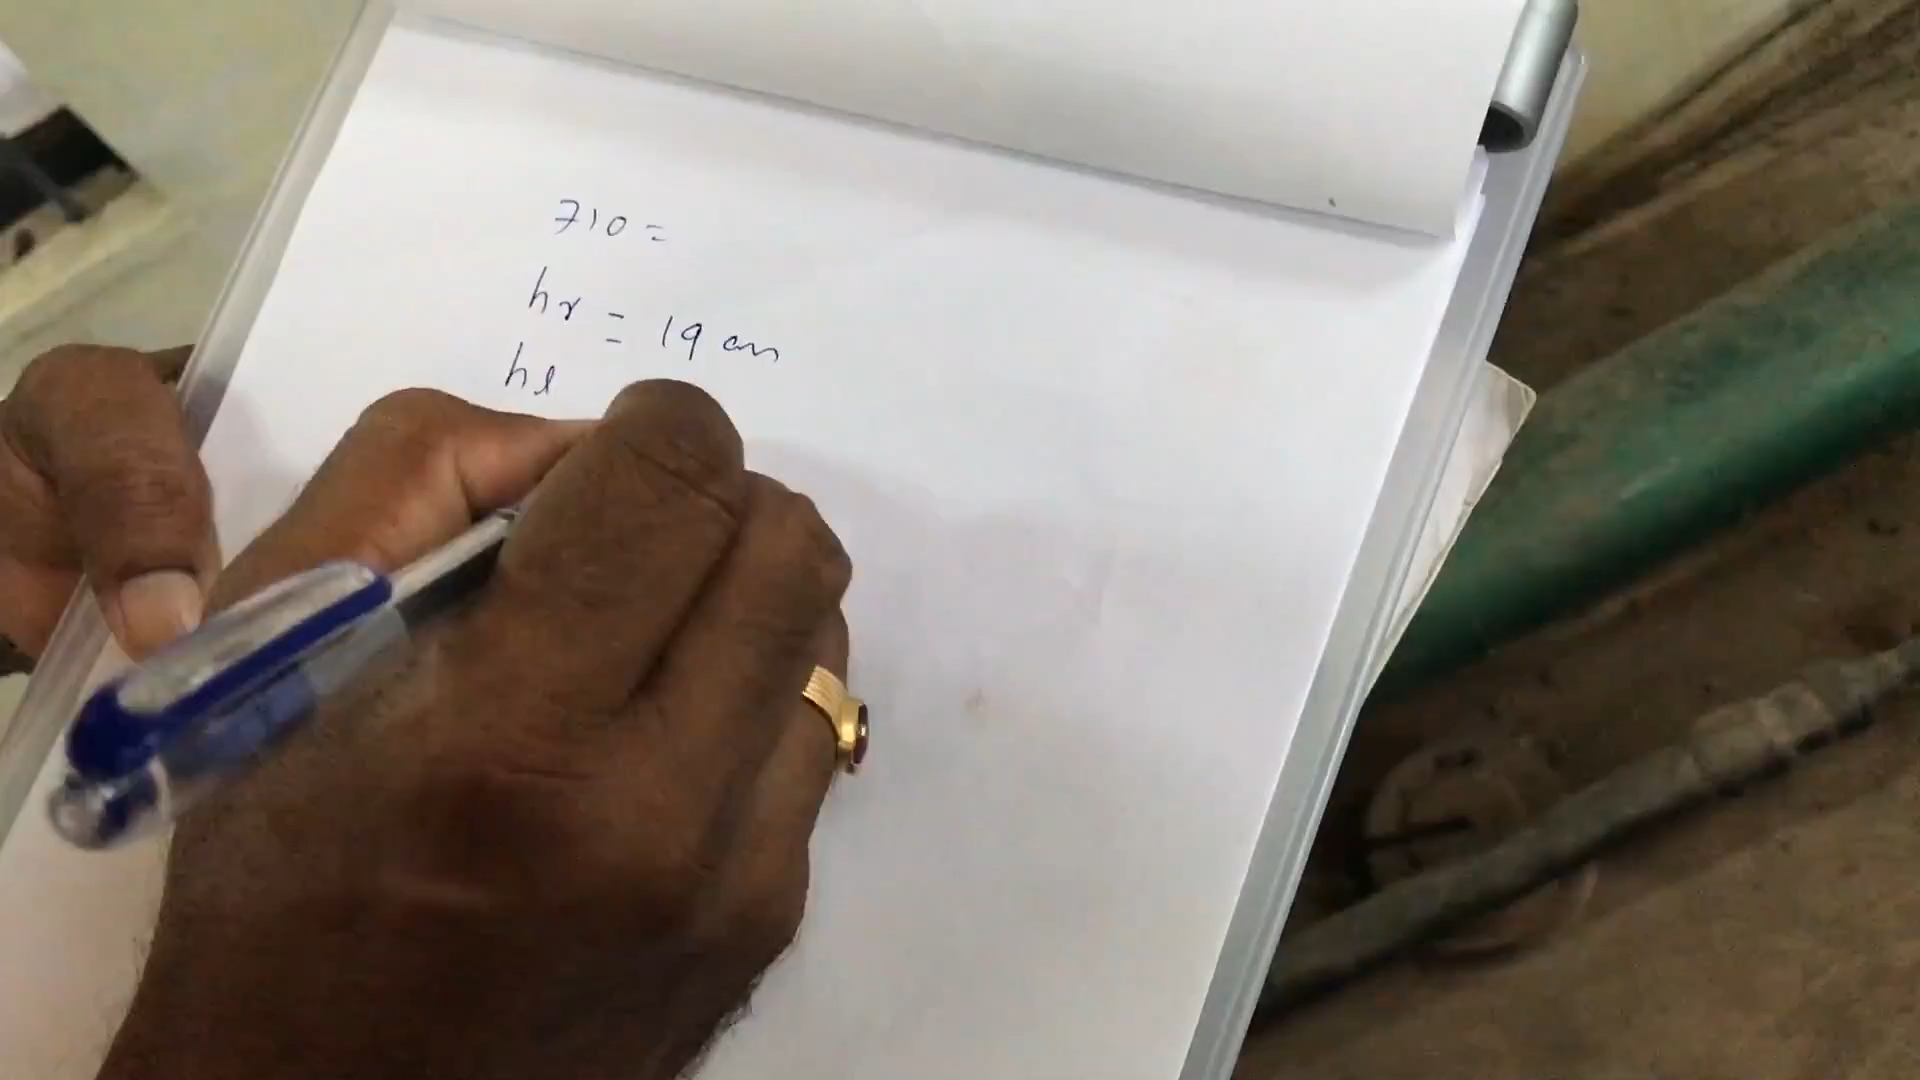 710 =
hr = 19 cm
hl